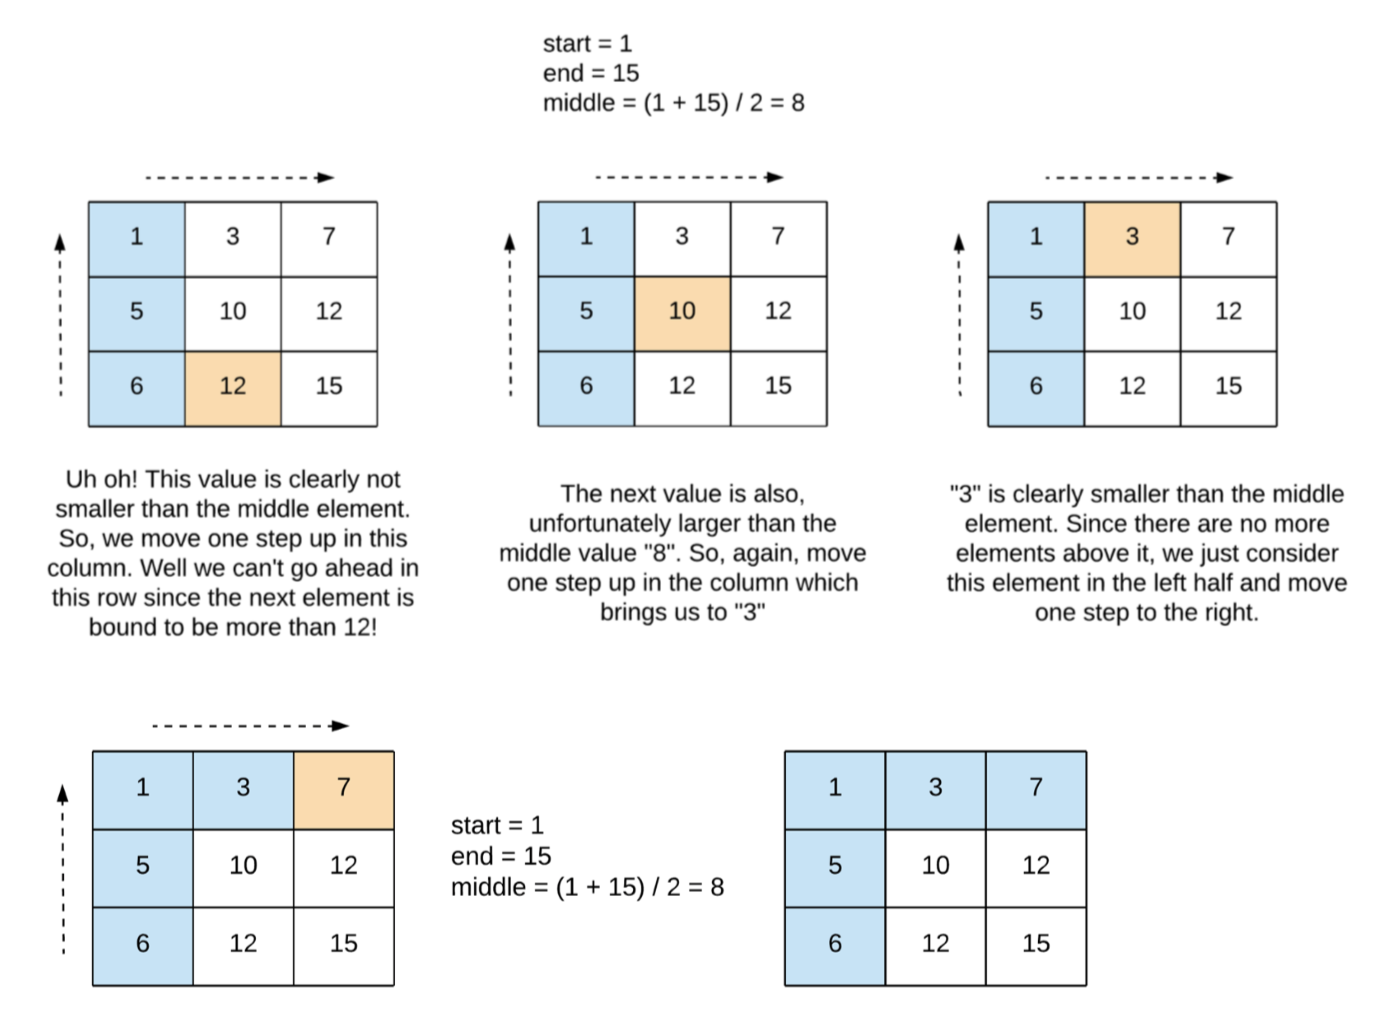 start = 1
end = 15
middle = (1 + 15) / 2 = 8
1 3 7
5 10 12
6 12 15
1 3 7
5 10 12
6 12 15
1 3 7
5 10 12
6 12 15
Uh oh! This value is clearly not
smaller than the middle element.
So, we move one step up in this
column. Well we can't go ahead in
this row since the next element is
bound to be more than 12!
The next value is also,
unfortunately larger than the
middle value "8". So, again, move
one step up in the column which
brings us to "3"
"3" is clearly smaller than the middle
element. Since there are no more
elements above it, we just consider
this element in the left half and move
one step to the right.
1 3 7
5 10 12
6 12 15
start = 1
end = 15
middle = (1 + 15) / 2 = 8
1 3 7
5 10 12
6 12 15